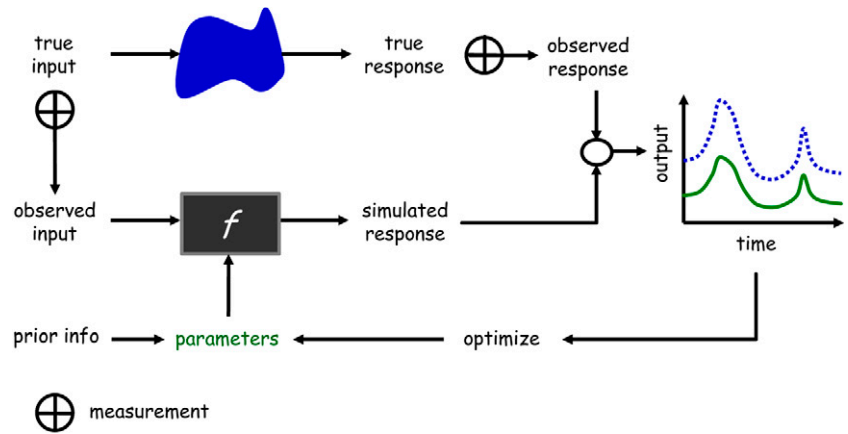 true
input
true
response
observed
response
output
time
observed
input
f
simulated
response
prior info
parameters
optimize
measurement